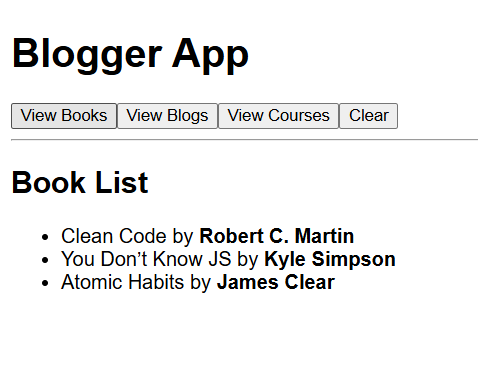 Blogger App
View Books View Blogs View Courses Clear
Book List
• Clean Code by Robert C. Martin
• You Don’t Know JS by Kyle Simpson
• Atomic Habits by James Clear